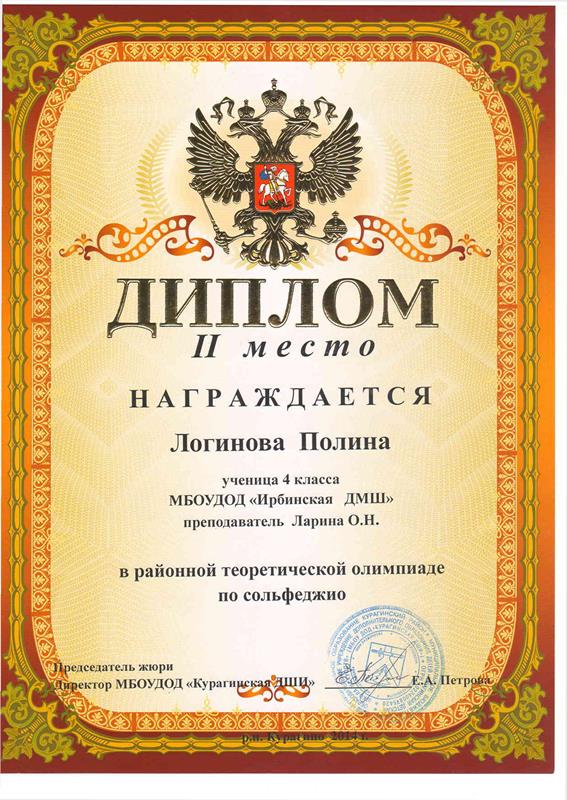 ДИПЛОМ
II место
НАГРАЖДАЕТСЯ
Логинова Полина
ученица 4 класса
МБОУДОД «Ирбинская ДМШ»
преподаватель Ларина О.Н.
в районной теоретической олимпиаде
по сольфеджио
Председатель жюри
Директор МБОУДОД «Курагинская ДШИ» Е.А. Петрова
р.п. Курагино 2014 г.